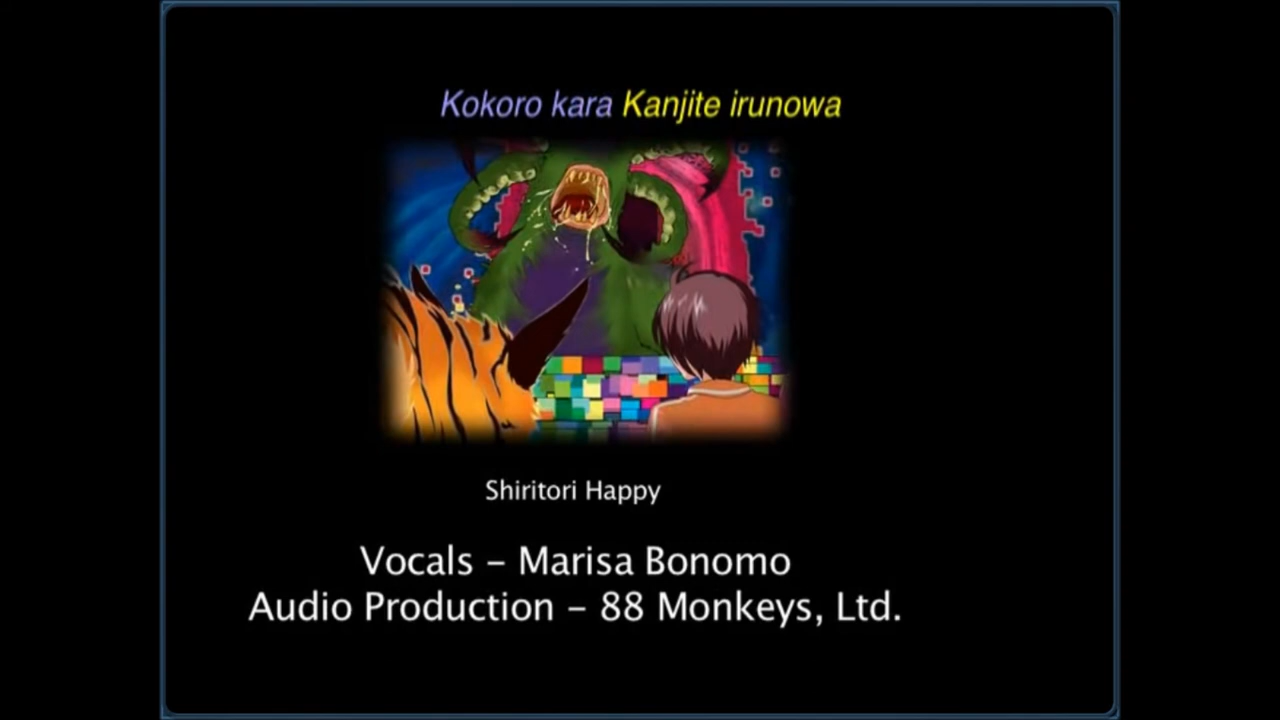 Kokoro kara Kanjite irunowa
Shiritori Happy
Vocals – Marisa Bonomo
Audio Production – 88 Monkeys, Ltd.